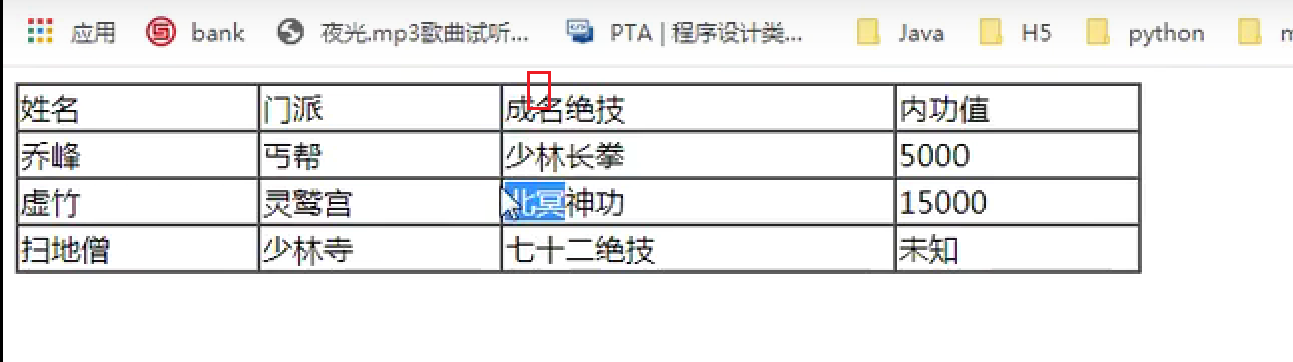 应用 bank 夜光.mp3歌曲试听... PTA | 程序设计类... Java H5 python m
姓名 门派 成名绝技 内功值
乔峰 丐帮 少林长拳 5000
虚竹 灵鹫宫 北冥神功 15000
扫地僧 少林寺 七十二绝技 未知